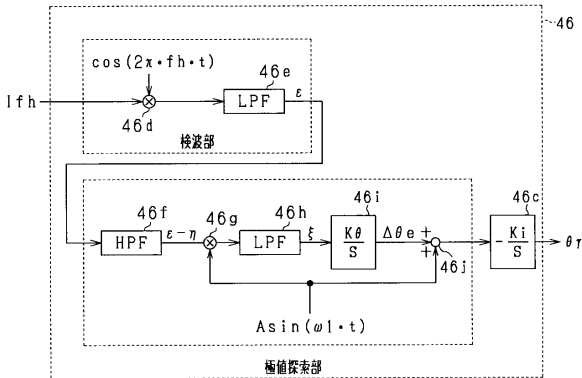 46
cos(2π・fh・t)
46e
Ifh
LPF
ε
46d
検波部
46f
46g
46h
46i
46c
HPF
ε-η
LPF
ξ
Kθ
S
Δθe
+
+
46j
- Ki
S
θγ
Asin(ω1・t)
極値探索部